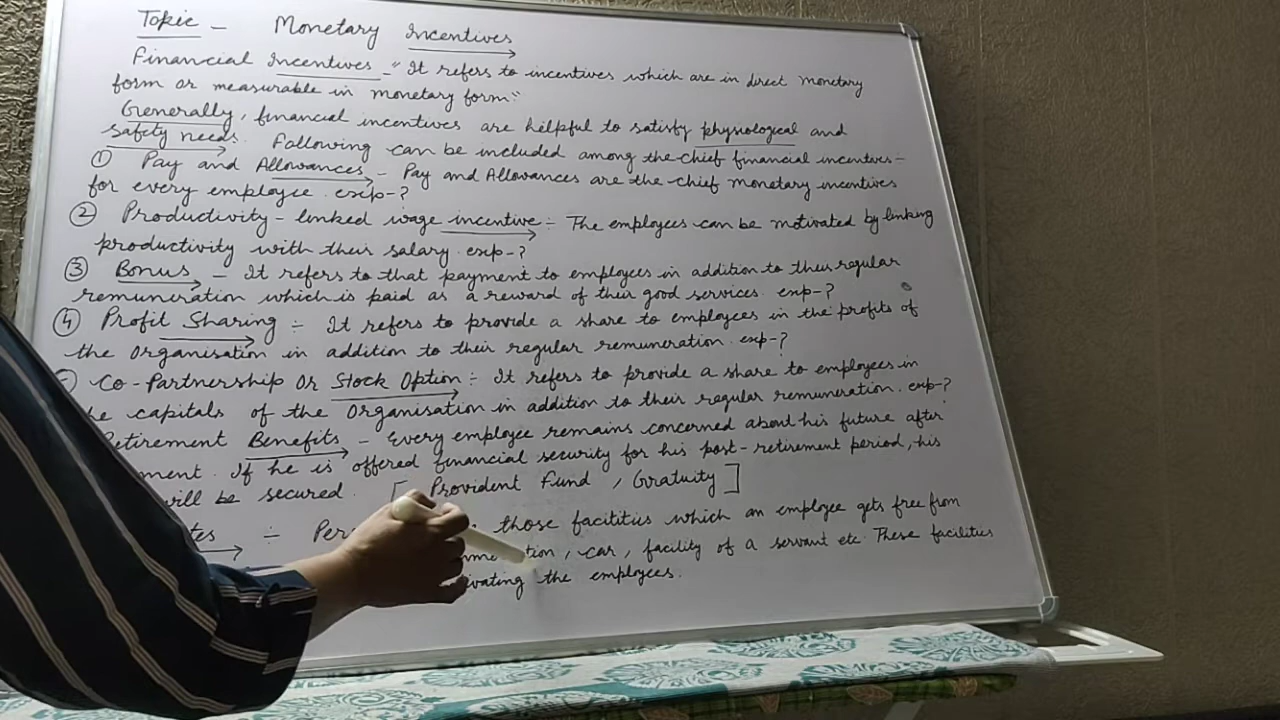 Topic - Monetary Incentives
Financial Incentives - "It refers to incentives which are in direct monetary
form or measurable in monetary form"
Generally, financial incentives are helpful to satisfy physiological and
safety needs. Following can be included among the chief financial incentives -
① Pay and Allowances - Pay and Allowances are the chief monetary incentives
for every employee. exp-?
② Productivity-linked wage incentive ÷ The employees can be motivated by linking
productivity with their salary. exp-?
③ Bonus - It refers to that payment to employees in addition to their regular
remuneration which is paid as a reward of their good services. exp-?
④ Profit Sharing ÷ It refers to provide a share to employees in the profits of
the Organisation in addition to their regular remuneration. exp-?
Co-Partnership Or Stock Option ÷ It refers to provide a share to employees in
capitals of the Organisation in addition to their regular remuneration. exp-?
Retirement Benefits - Every employee remains concerned about his future after
If he is offered financial security for his post-retirement period, his
will be secured. [Provident Fund, Gratuity]
÷ those facilities which an employee gets free from
, car, facility of a servant etc. These facilities
the employees.